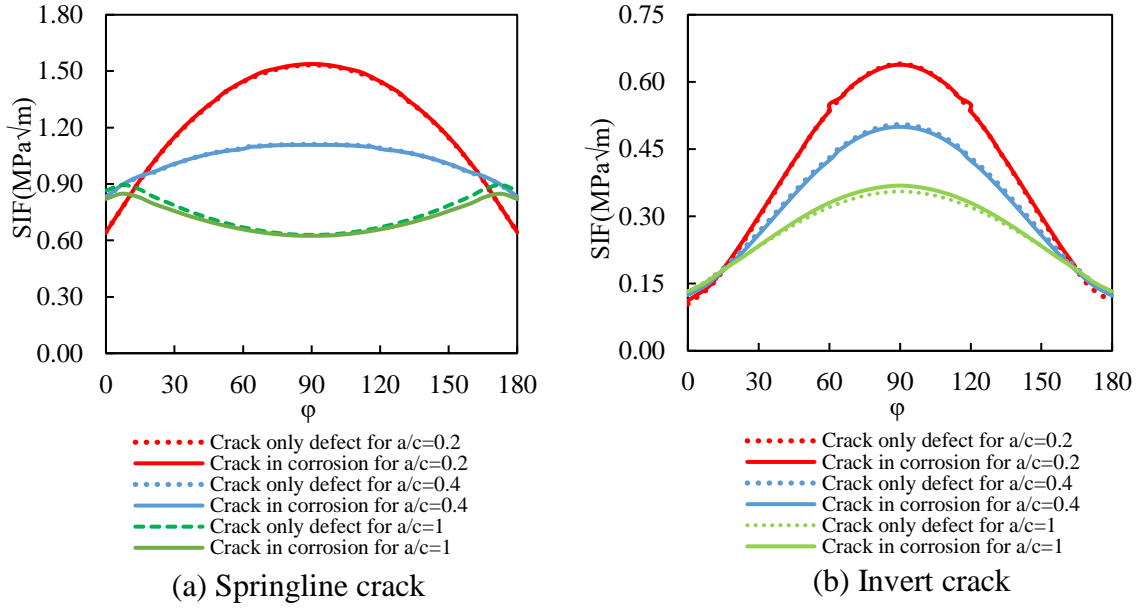 1.80
1.50
1.20
0.90
0.60
0.30
0.00
SIF(MPa√m)
0 30 60 90 120 150 180
φ
Crack only defect for a/c=0.2
Crack in corrosion for a/c=0.2
Crack only defect for a/c=0.4
Crack in corrosion for a/c=0.4
Crack only defect for a/c=1
Crack in corrosion for a/c=1
(a) Springline crack
0.75
0.60
0.45
0.30
0.15
0.00
SIF(MPa√m)
0 30 60 90 120 150 180
φ
Crack only defect for a/c=0.2
Crack in corrosion for a/c=0.2
Crack only defect for a/c=0.4
Crack in corrosion for a/c=0.4
Crack only defect for a/c=1
Crack in corrosion for a/c=1
(b) Invert crack